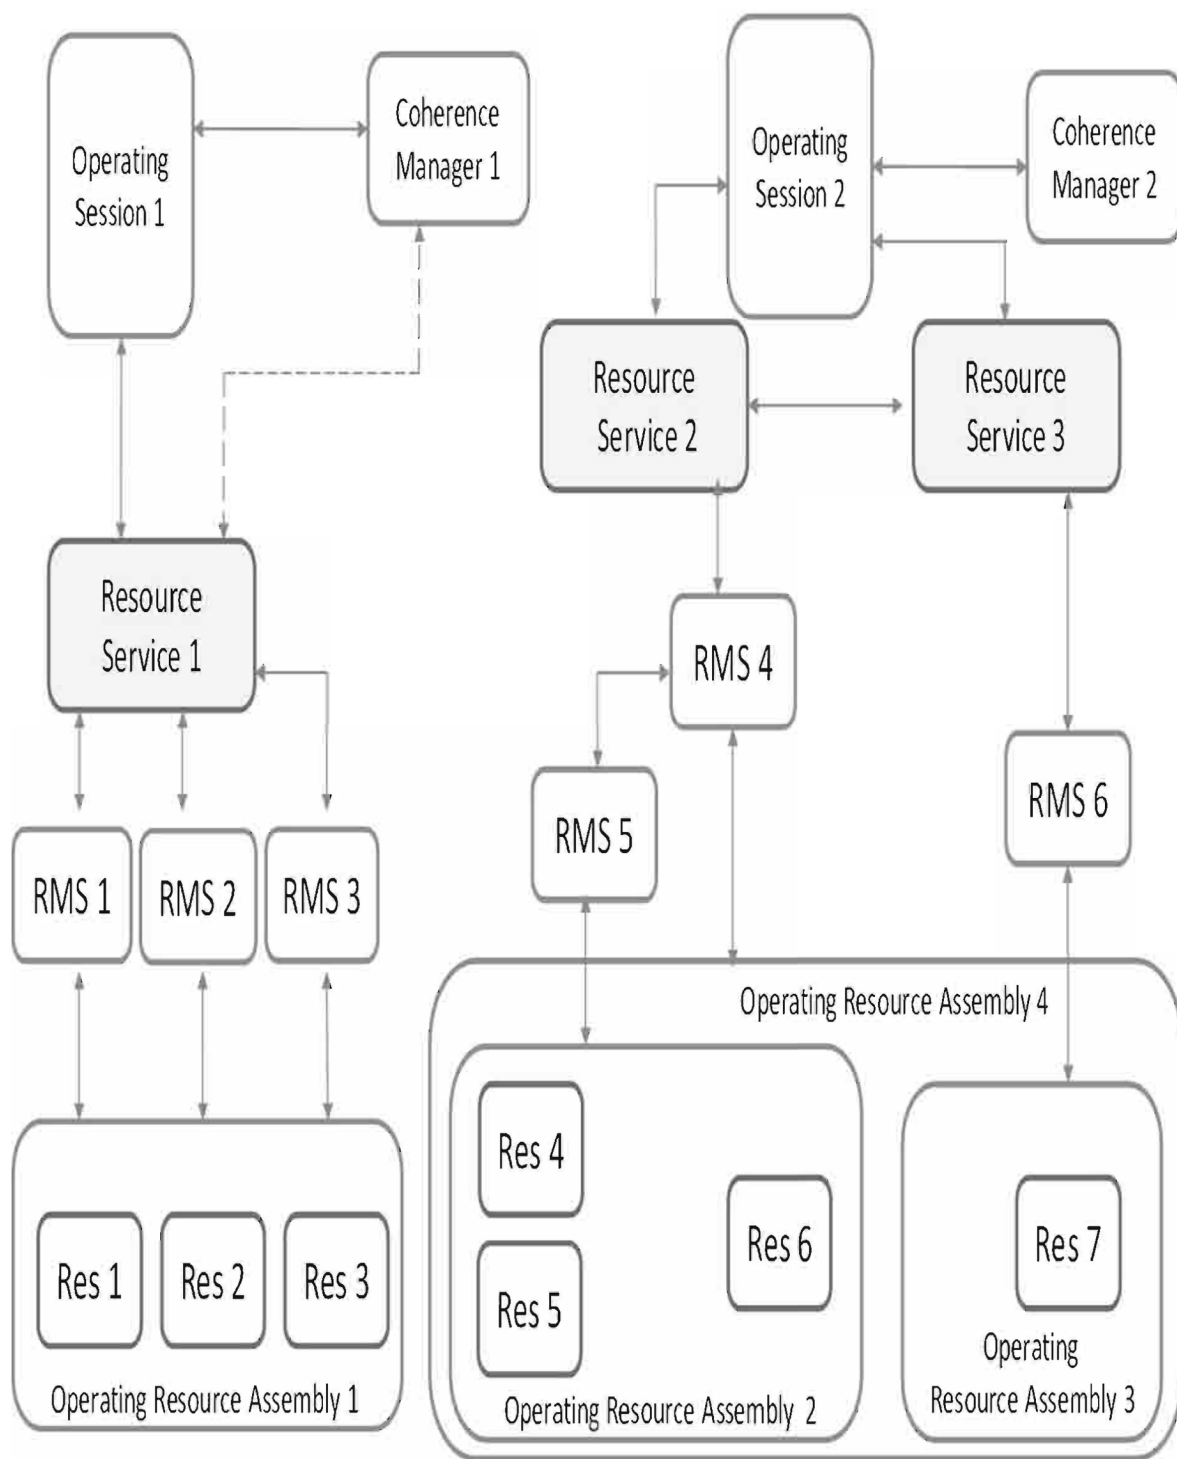 Operating
Session 1
Coherence
Manager 1
Operating
Session 2
Coherence
Manager 2
Resource
Service 2
Resource
Service 3
Resource
Service 1
RMS 4
RMS 5
RMS 6
RMS 1
RMS 2
RMS 3
Operating Resource Assembly 4
Res 4
Res 5
Res 6
Res 7
Res 1
Res 2
Res 3
Operating Resource Assembly 1
Operating Resource Assembly 2
Operating
Resource Assembly 3